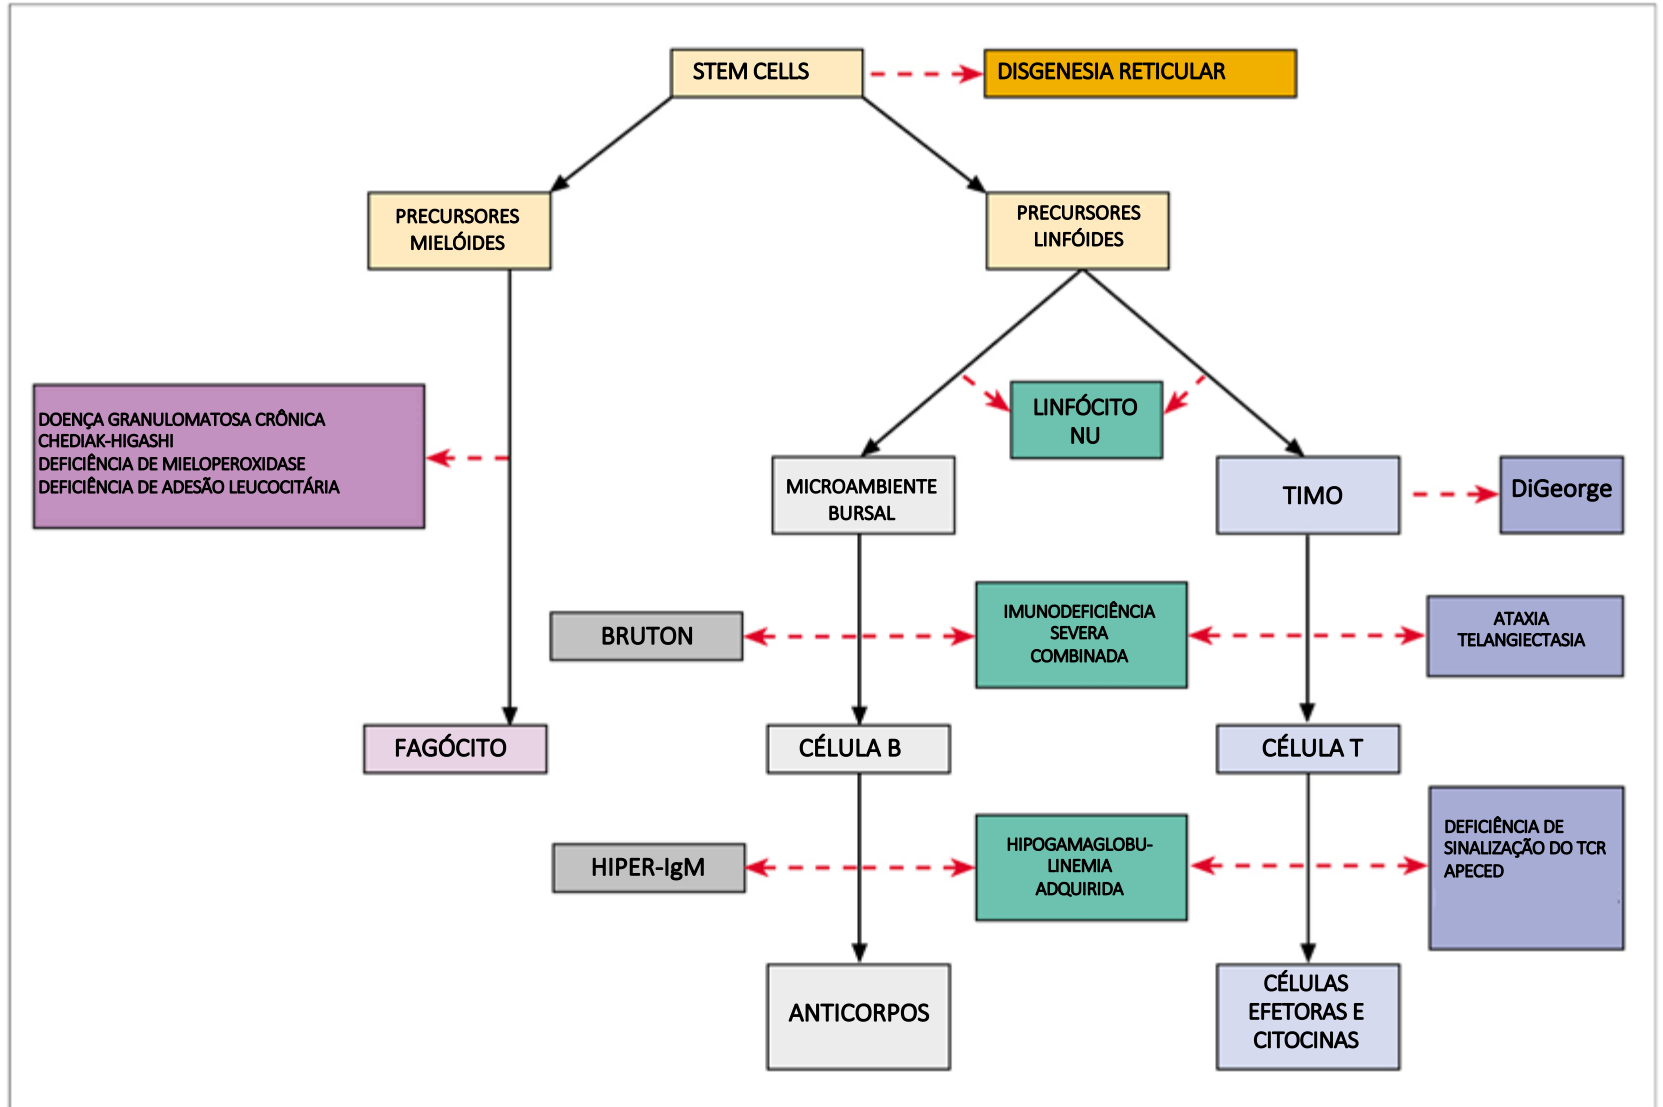 STEM CELLS
DISGENESIA RETICULAR
PRECURSORES
MIELÓIDES
PRECURSORES
LINFÓIDES
DOENÇA GRANULOMATOSA CRÔNICA
CHEDIAK-HIGASHI
DEFICIÊNCIA DE MIELOPEROXIDASE
DEFICIÊNCIA DE ADESÃO LEUCOCITÁRIA
LINFÓCITO
NU
MICROAMBIENTE
BURSAL
TIMO
DiGeorge
BRUTON
IMUNODEFICIÊNCIA
SEVERA
COMBINADA
ATAXIA
TELANGIECTASIA
FAGÓCITO
CÉLULA B
CÉLULA T
HIPER-IgM
HIPOGAMAGLOBU-
LINEMIA
ADQUIRIDA
DEFICIÊNCIA DE
SINALIZAÇÃO DO TCR
APECED
ANTICORPOS
CÉLULAS
EFETORAS E
CITOCINAS